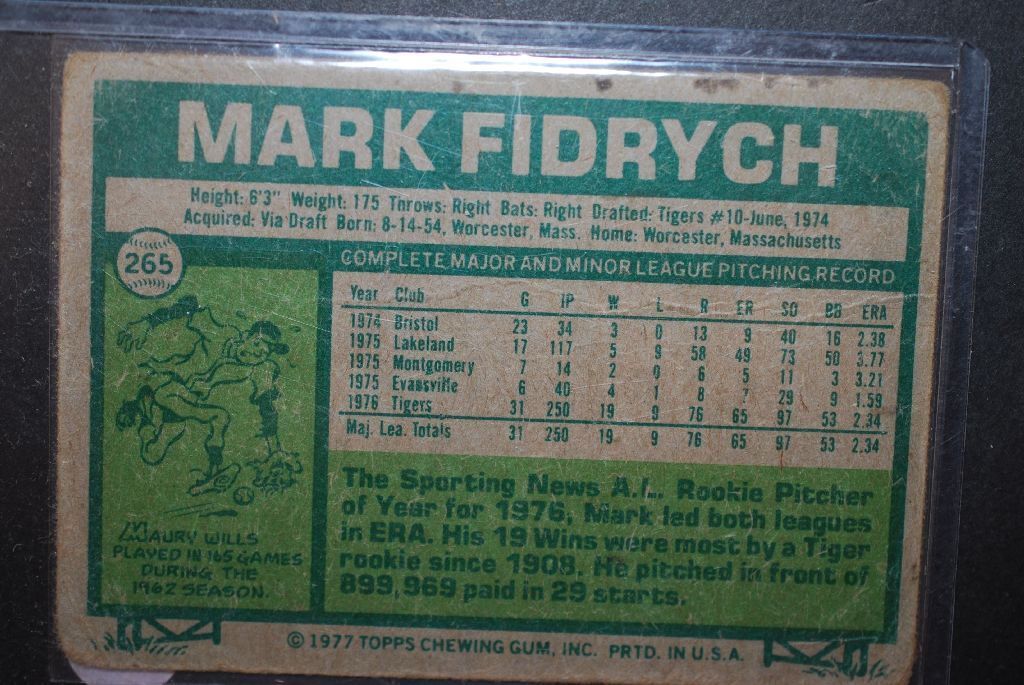 MARK FIDRYCH
Height: 6'3" Weight: 175 Throws: Right Bats: Right Drafted: Tigers #10-June, 1974
Acquired: Via Draft Born: 8-14-54, Worcester, Mass. Home: Worcester, Massachusetts
265
COMPLETE MAJOR AND MINOR LEAGUE PITCHING RECORD
Year Club G IP W L R ER SO BB ERA
1974 Bristol 23 34 3 0 13 9 40 16 2.38
1975 Lakeland 17 117 5 9 58 49 73 50 3.77
1975 Montgomery 7 14 2 0 6 5 11 3 3.21
1975 Evansville 6 40 4 1 8 7 29 9 1.59
1976 Tigers 31 250 19 9 76 65 97 53 2.34
Maj. Lea. Totals 31 250 19 9 76 65 97 53 2.34
MAURY WILLS
PLAYED IN 165 GAMES
DURING THE
1962 SEASON.
The Sporting News A.L. Rookie Pitcher
of Year for 1976, Mark led both leagues
in ERA. His 19 Wins were most by a Tiger
rookie since 1908. He pitched in front of
899,969 paid in 29 starts.
© 1977 TOPPS CHEWING GUM, INC. PRTD. IN U.S.A.